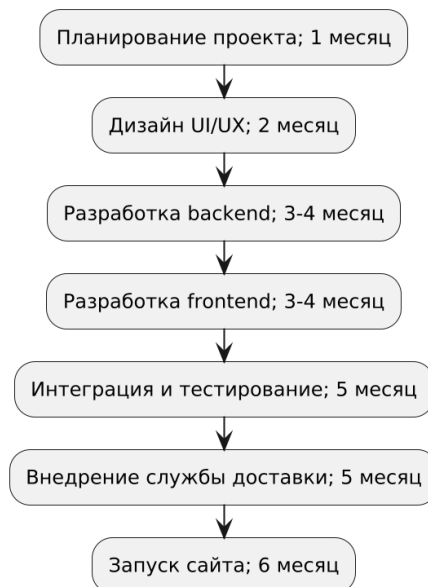 Планирование проекта; 1 месяц
Дизайн UI/UX; 2 месяц
Разработка backend; 3-4 месяц
Разработка frontend; 3-4 месяц
Интеграция и тестирование; 5 месяц
Внедрение службы доставки; 5 месяц
Запуск сайта; 6 месяц